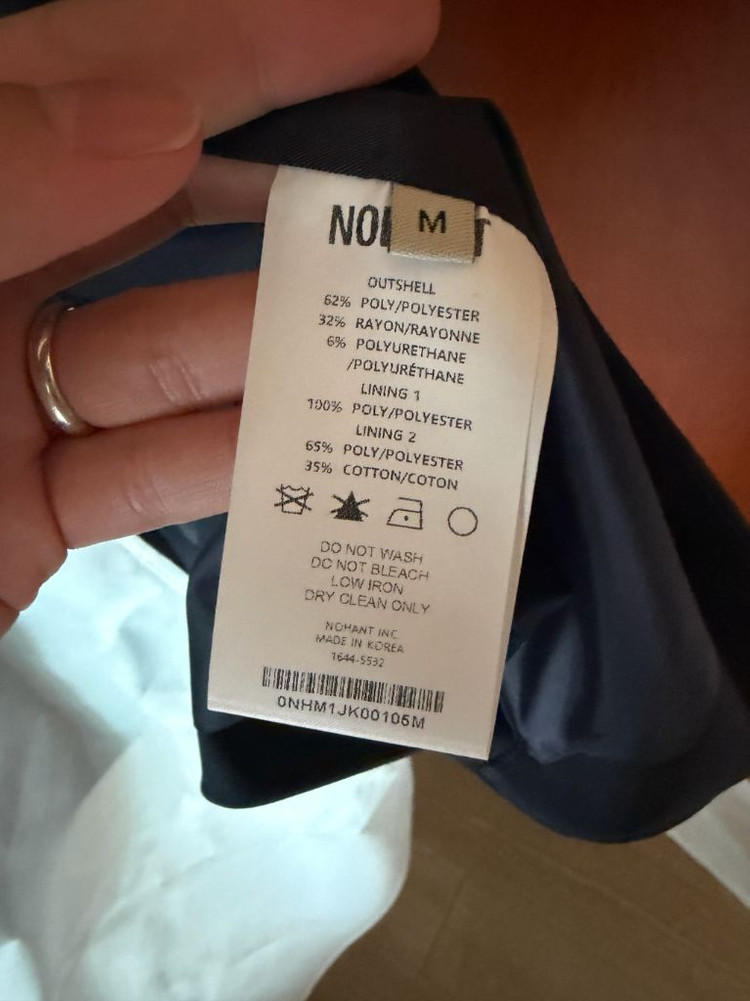 M
OUTSHELL
62% POLY/POLYESTER
32% RAYON/RAYONNE
6% POLYURETHANE
/POLYURÉTHANE
LINING 1
100% POLY/POLYESTER
LINING 2
65% POLY/POLYESTER
35% COTTON/COTON
DO NOT WASH
DO NOT BLEACH
LOW IRON
DRY CLEAN ONLY
NOHANT INC.
MADE IN KOREA
1644-5532
0NHM1JK00105M